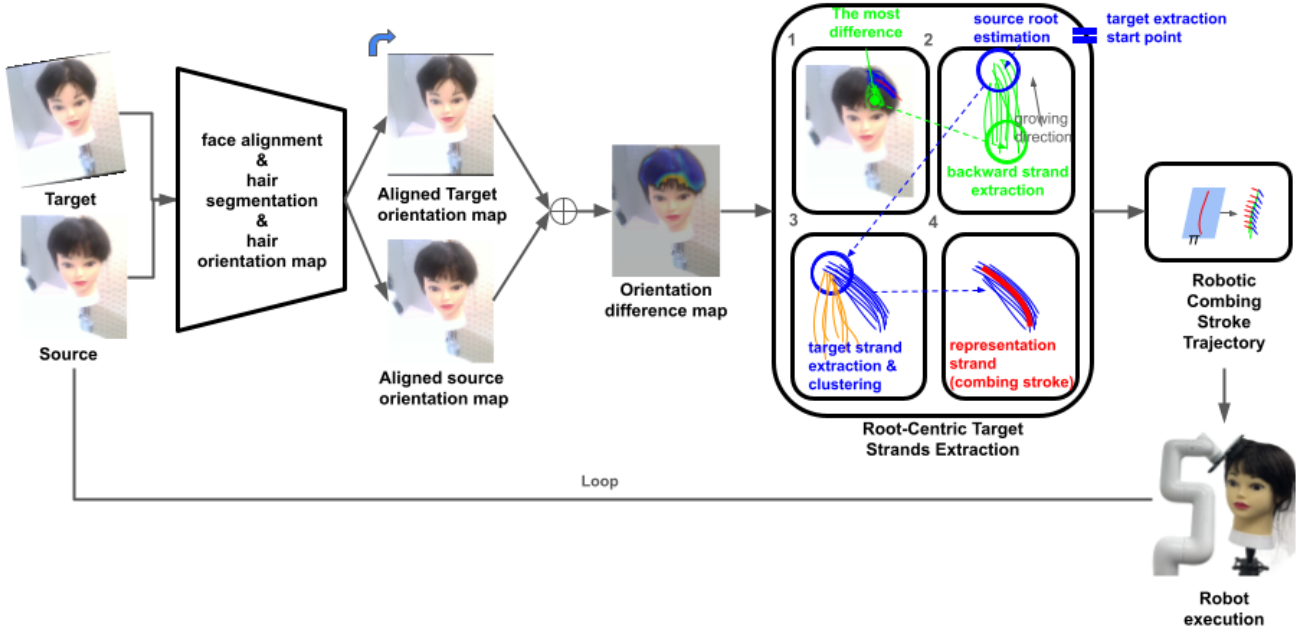 Target
Source
face alignment
&
hair
segmentation
&
hair
orientation map
Aligned Target
orientation map
Aligned source
orientation map
Orientation
difference map
1
The most
difference
2
source root
estimation
target extraction
start point
growing
direction
backward strand
extraction
3
target strand
extraction &
clustering
4
representation
strand
(combing stroke)
Root-Centric Target
Strands Extraction
π
Robotic
Combing
Stroke
Trajectory
Loop
Robot
execution